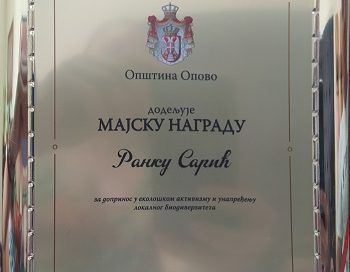 Општина Опово
додељује
МАЈСКУ НАГРАДУ
Ранку Сарић
за допринос у еколошком активизму и унапређењу
локалног биодиверзитета